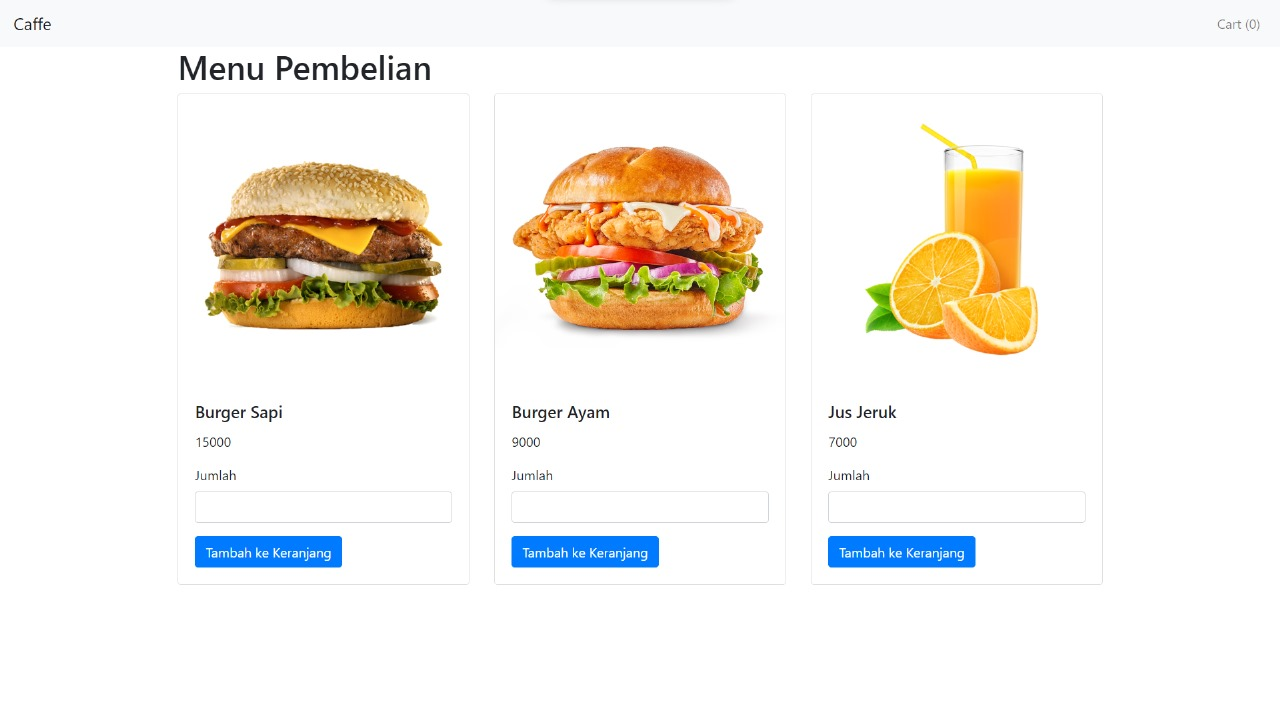 Caffe
Cart (0)
Menu Pembelian
Burger Sapi
15000
Jumlah
Tambah ke Keranjang
Burger Ayam
9000
Jumlah
Tambah ke Keranjang
Jus Jeruk
7000
Jumlah
Tambah ke Keranjang